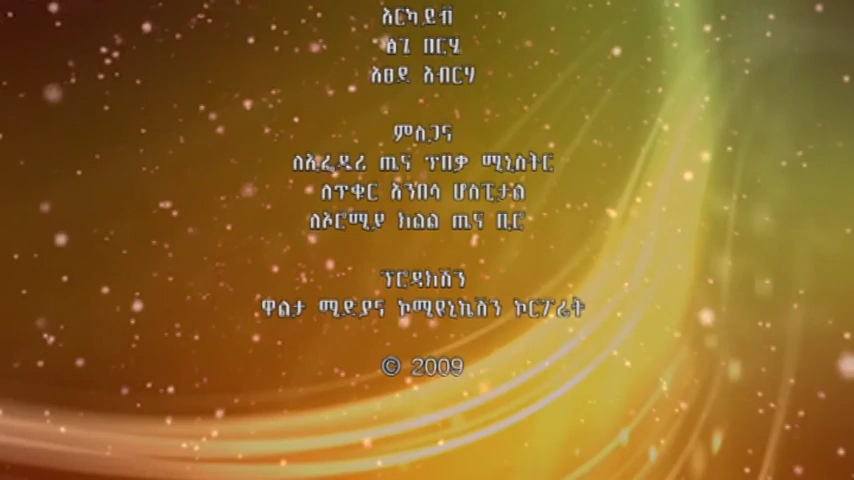 አርካይቭ
ፅጌ በርሄ
አፀደ አብርሃ
ምስጋና
ለኢፌዴሪ ጤና ጥበቃ ሚኒስትር
ለጥቁር አንበሳ ሆስፒታል
ለኦሮሚያ ክልል ጤና ቢሮ
ፕሮዳክሽን
ዋልታ ሚዲያና ኮሚዩኒኬሽን ኮርፖሬት
© 2009